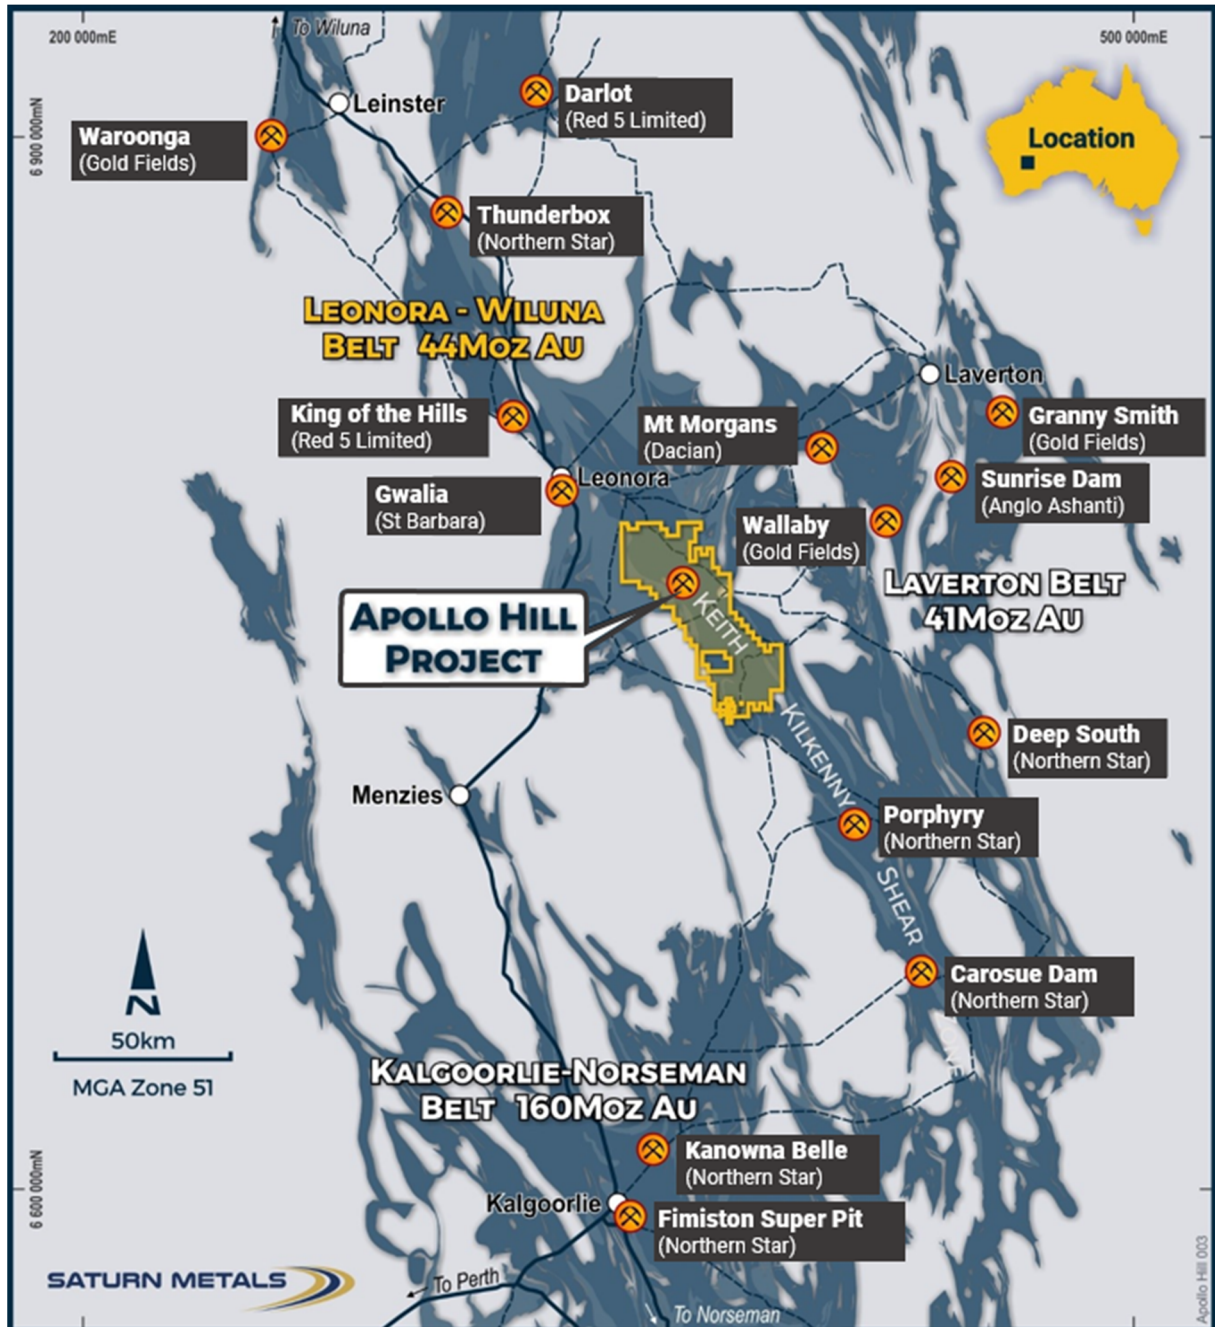 To Wiluna
200 000mE
500 000mE
Leinster
Darlot
(Red 5 Limited)
6 900 000mN
Waroonga
(Gold Fields)
Location
Thunderbox
(Northern Star)
LEONORA - WILUNA
BELT 44MOZ AU
Laverton
King of the Hills
(Red 5 Limited)
Mt Morgans
(Dacian)
Granny Smith
(Gold Fields)
Leonora
Gwalia
(St Barbara)
Sunrise Dam
(Anglo Ashanti)
Wallaby
(Gold Fields)
LAVERTON BELT
41MOZ AU
APOLLO HILL
PROJECT
KEITH
KILKENNY
SHEAR
ZONE
Deep South
(Northern Star)
Menzies
Porphyry
(Northern Star)
Carosue Dam
(Northern Star)
N
50km
MGA Zone 51
KALGOORLIE-NORSEMAN
BELT 160MOZ AU
Kanowna Belle
(Northern Star)
6 600 000mN
Kalgoorlie
Fimiston Super Pit
(Northern Star)
SATURN METALS
To Perth
To Norseman
Apollo Hill 003